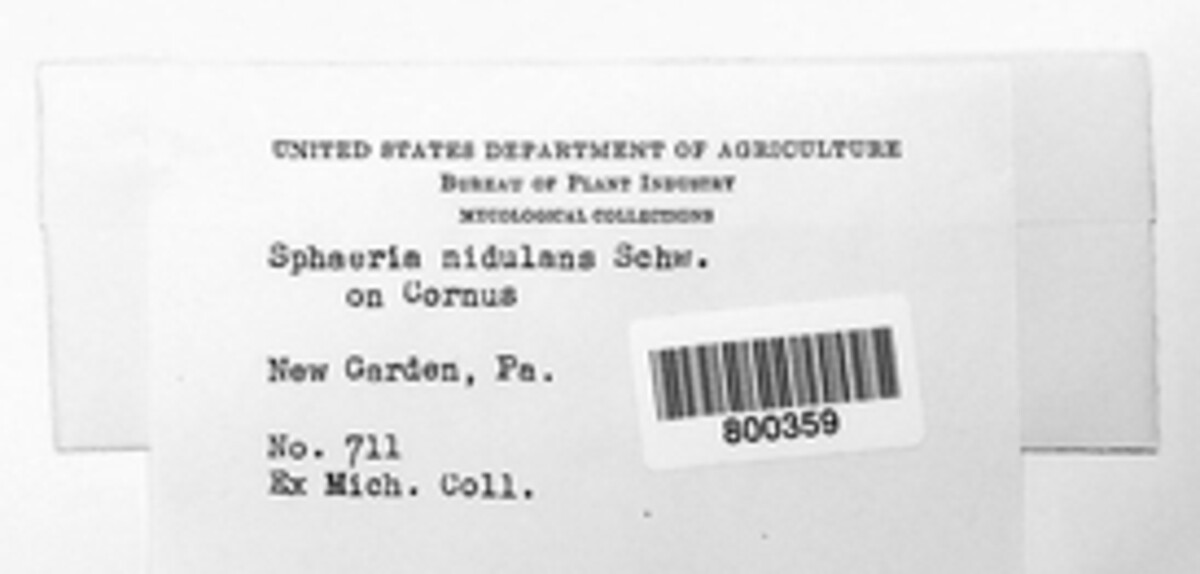 UNITED STATES DEPARTMENT OF AGRICULTURE
BUREAU OF PLANT INDUSTRY
MYCOLOGICAL COLLECTIONS
Sphaeria nidulans Schw.
on Cornus
New Garden, Pa.
800359
No. 711
Ex Mich. Coll.